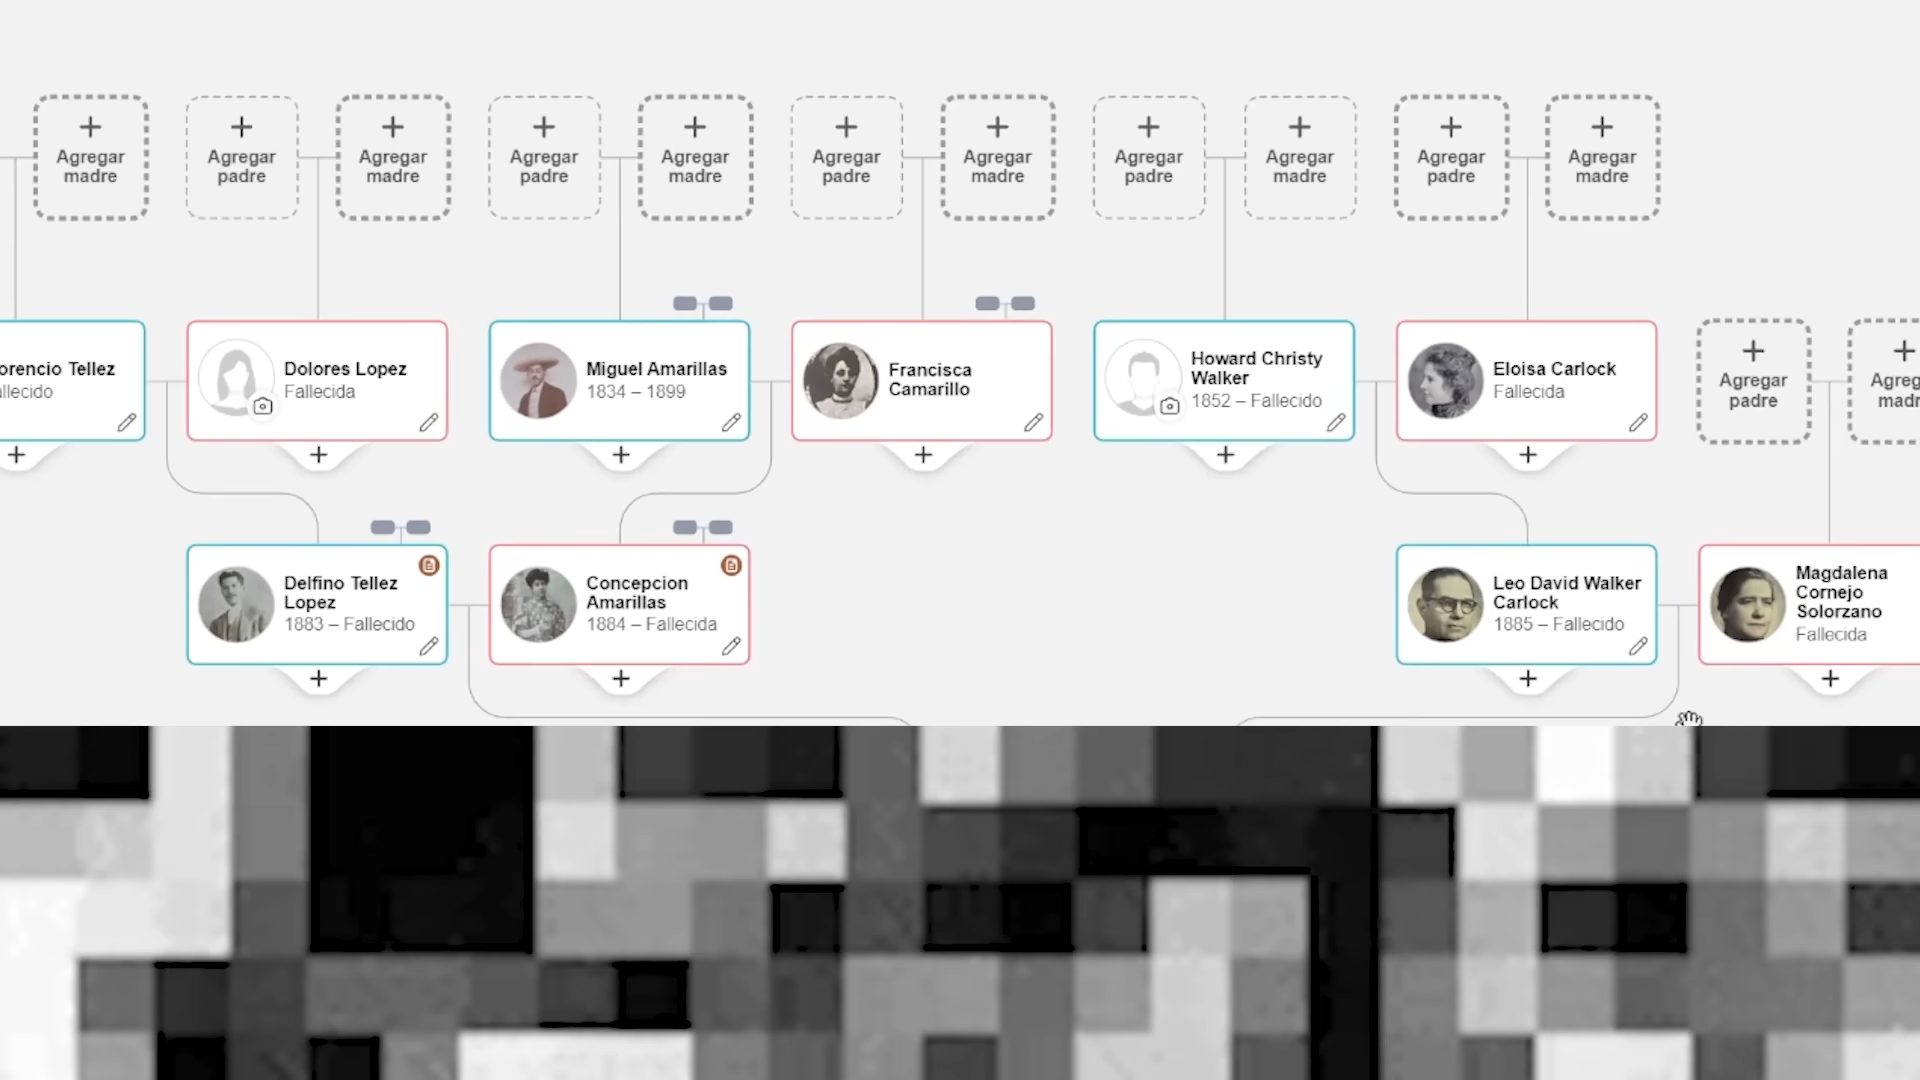 Agregar
madre
Agregar
padre
Agregar
madre
Agregar
padre
Agregar
madre
Agregar
padre
Agregar
madre
Agregar
padre
Agregar
madre
Agregar
padre
Agregar
madre
orencio Tellez
allecido
Dolores Lopez
Fallecida
Miguel Amarillas
1834 – 1899
Francisca
Camarillo
Howard Christy
Walker
1852 – Fallecido
Eloisa Carlock
Fallecida
Agregar
padre
Agreg
madr
Delfino Tellez
Lopez
1883 – Fallecido
Concepcion
Amarillas
1884 – Fallecida
Leo David Walker
Carlock
1885 – Fallecido
Magdalena
Cornejo
Solorzano
Fallecida